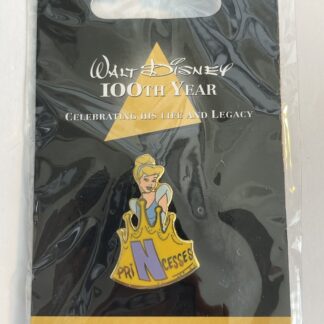 WALT DISNEY
100TH YEAR
CELEBRATING HIS LIFE AND LEGACY
PRINCESSES